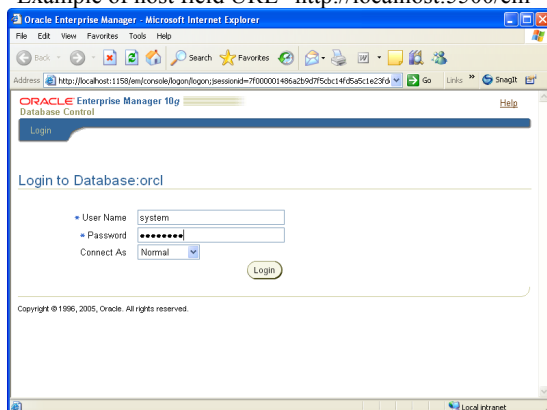 Example of host field URL http://localhost:5500/em
Oracle Enterprise Manager - Microsoft Internet Explorer
File Edit View Favorites Tools Help
Back Search Favorites
Address http://localhost:1158/em/console/logon/logon;jsessionid=7f000001486a2b9d7f5cbc14fd5a5c1e23fd Go Links » SnagIt
ORACLE Enterprise Manager 10g Help
Database Control
Login
Login to Database:orcl
* User Name system
* Password ••••••••
Connect As Normal
Login
Copyright © 1996, 2005, Oracle. All rights reserved.
Local intranet